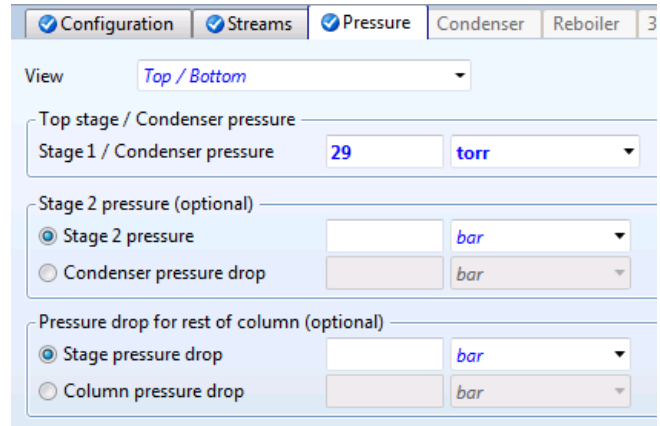 Configuration Streams Pressure Condenser Reboiler 3
View Top / Bottom
Top stage / Condenser pressure
Stage 1 / Condenser pressure 29 torr
Stage 2 pressure (optional)
Stage 2 pressure bar
Condenser pressure drop bar
Pressure drop for rest of column (optional)
Stage pressure drop bar
Column pressure drop bar